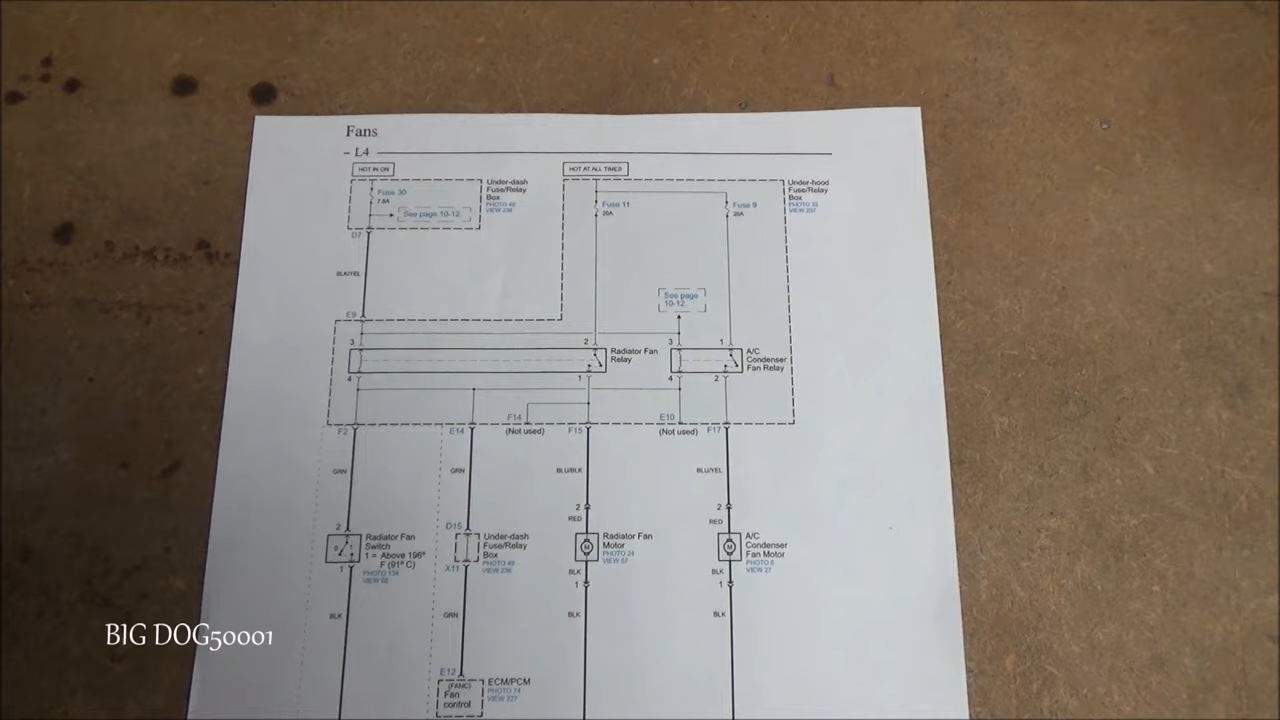 Fans
L4
HOT IN ON
HOT AT ALL TIMES
Fuse 30
7.5A
See page 10-12.
Under-dash
Fuse/Relay
Box
PHOTO 49
VIEW 236
Fuse 11
20A
Fuse 9
20A
Under-hood
Fuse/Relay
Box
VIEW 237
D7
BLK/YEL
See page
10-12.
E9
3
2
Radiator Fan
Relay
3
1
A/C
Condenser
Fan Relay
4
1
4
2
F14
E10
F2
E14
(Not used)
F15
(Not used)
F17
GRN
GRN
BLU/BLK
BLU/YEL
2
2
RED
RED
2
D15
Radiator Fan
Switch
1 = Above 196°
F (91° C)
PHOTO 134
0
1
Under-dash
Fuse/Relay
Box
PHOTO 49
VIEW 236
M
Radiator Fan
Motor
PHOTO 24
VIEW 57
M
A/C
Condenser
Fan Motor
PHOTO 6
VIEW 27
1
X11
BLK
1
BLK
1
BLK
GRN
BLK
BLK
E12
(FANC)
Fan
control
ECM/PCM
PHOTO 74
VIEW 227
BIG DOG50001